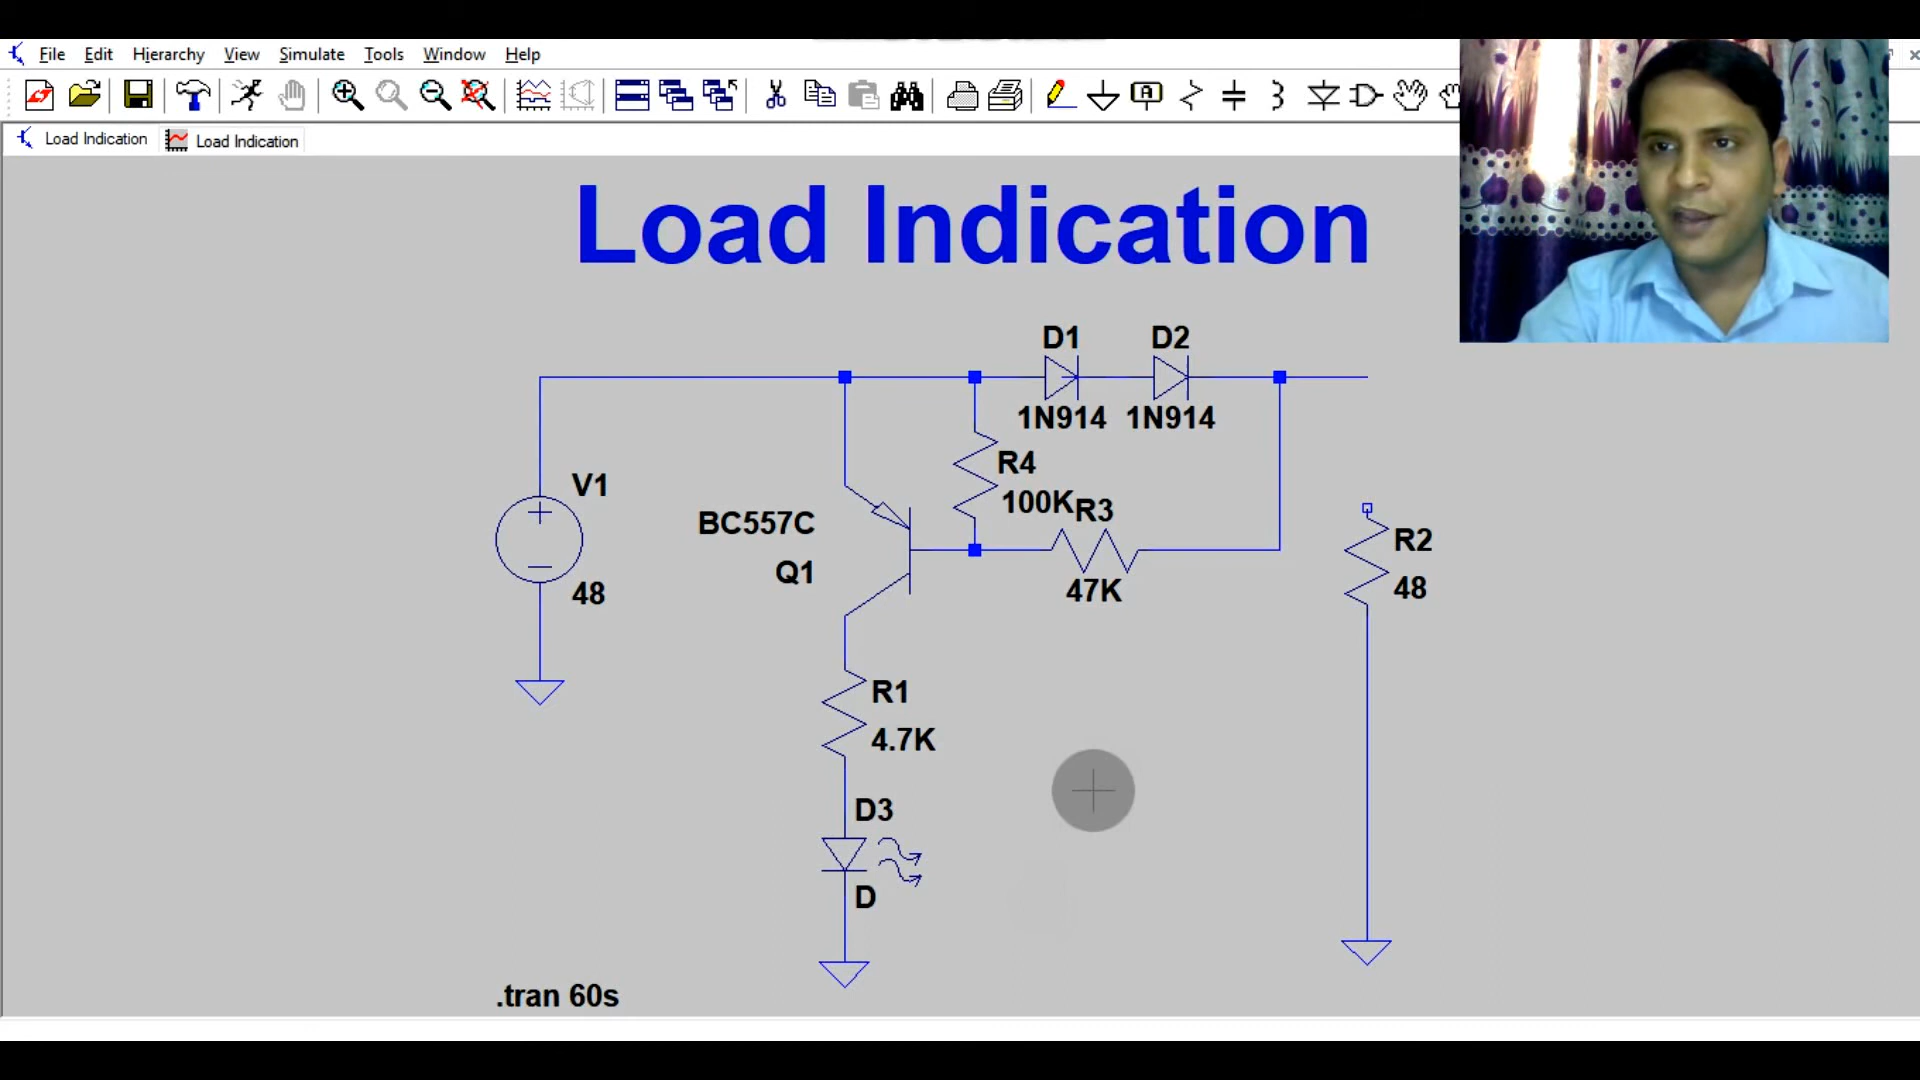 File Edit Hierarchy View Simulate Tools Window Help
A
Load Indication Load Indication
Load Indication
D1 D2
1N914 1N914
R4
V1
100K R3
BC557C
R2
Q1
48
47K
48
R1
4.7K
D3
D
.tran 60s